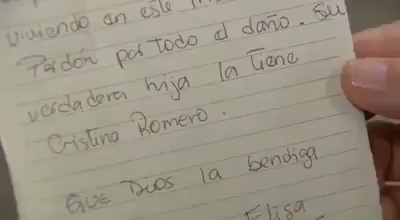 viviendo en este
Perdón por todo el daño. Su
verdadera hija la tiene
Cristina Romero.
Que Dios la bendiga
Elisa